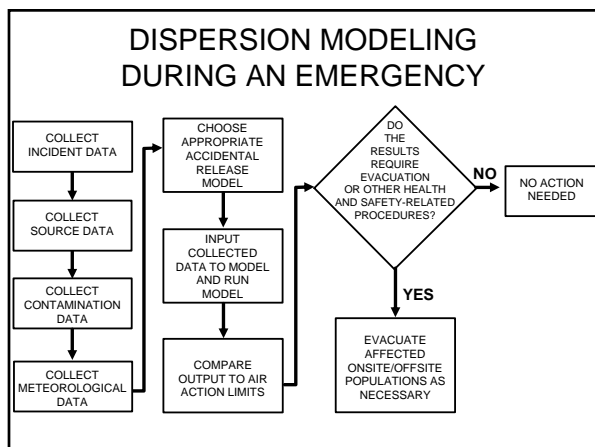 DISPERSION MODELING
DURING AN EMERGENCY
COLLECT
INCIDENT DATA
COLLECT
SOURCE DATA
COLLECT
CONTAMINATION
DATA
COLLECT
METEOROLOGICAL
DATA
CHOOSE
APPROPRIATE
ACCIDENTAL
RELEASE
MODEL
INPUT
COLLECTED
DATA TO MODEL
AND RUN
MODEL
COMPARE
OUTPUT TO AIR
ACTION LIMITS
DO
THE
RESULTS
REQUIRE
EVACUATION
OR OTHER HEALTH
AND SAFETY-RELATED
PROCEDURES?
NO
NO ACTION
NEEDED
YES
EVACUATE
AFFECTED
ONSITE/OFFSITE
POPULATIONS AS
NECESSARY